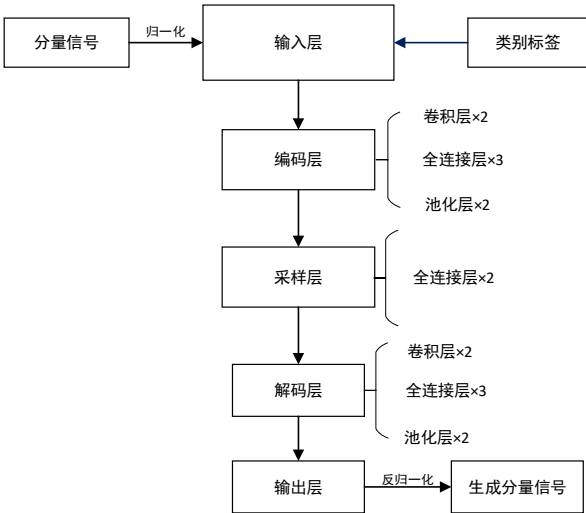 分量信号
归一化
输入层
类别标签
编码层
卷积层×2
全连接层×3
池化层×2
采样层
全连接层×2
解码层
卷积层×2
全连接层×3
池化层×2
输出层
反归一化
生成分量信号